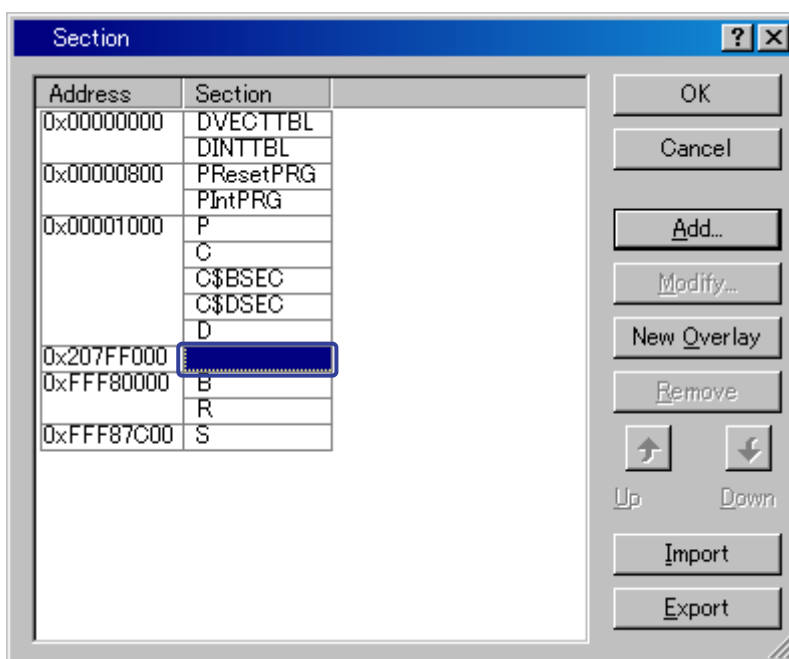 Section
Address Section
0x00000000 DVECTTBL
DINTTBL
0x00000800 PResetPRG
PIntPRG
0x00001000 P
C
C$BSEC
C$DSEC
D
0x207FF000
0xFFF80000 B
R
0xFFF87C00 S
OK
Cancel
Add...
Modify...
New Overlay
Remove
Up Down
Import
Export